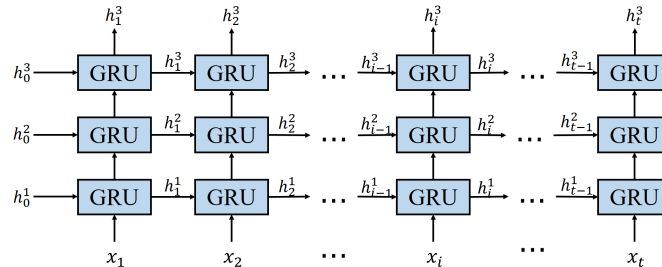 h_1^3 h_2^3 h_i^3 h_t^3
h_0^3 GRU h_1^3 GRU h_2^3 ... h_{i-1}^3 GRU h_i^3 ... h_{t-1}^3 GRU
h_0^2 GRU h_1^2 GRU h_2^2 ... h_{i-1}^2 GRU h_i^2 ... h_{t-1}^2 GRU
h_0^1 GRU h_1^1 GRU h_2^1 ... h_{i-1}^1 GRU h_i^1 ... h_{t-1}^1 GRU
x_1 x_2 ... x_i ... x_t